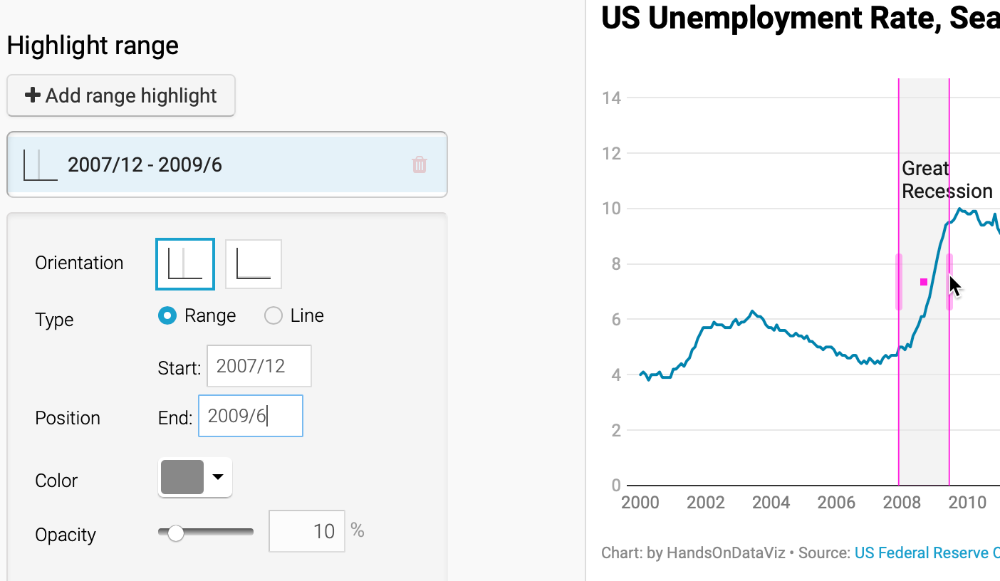 Highlight range
Add range highlight
2007/12 - 2009/6
Orientation
Type
Range
Line
Start: 2007/12
Position
End: 2009/6
Color
Opacity
10 %
US Unemployment Rate, Sea
14
12
Great
Recession
10
8
6
4
2
0
2000 2002 2004 2006 2008 2010
Chart: by HandsOnDataViz • Source: US Federal Reserve